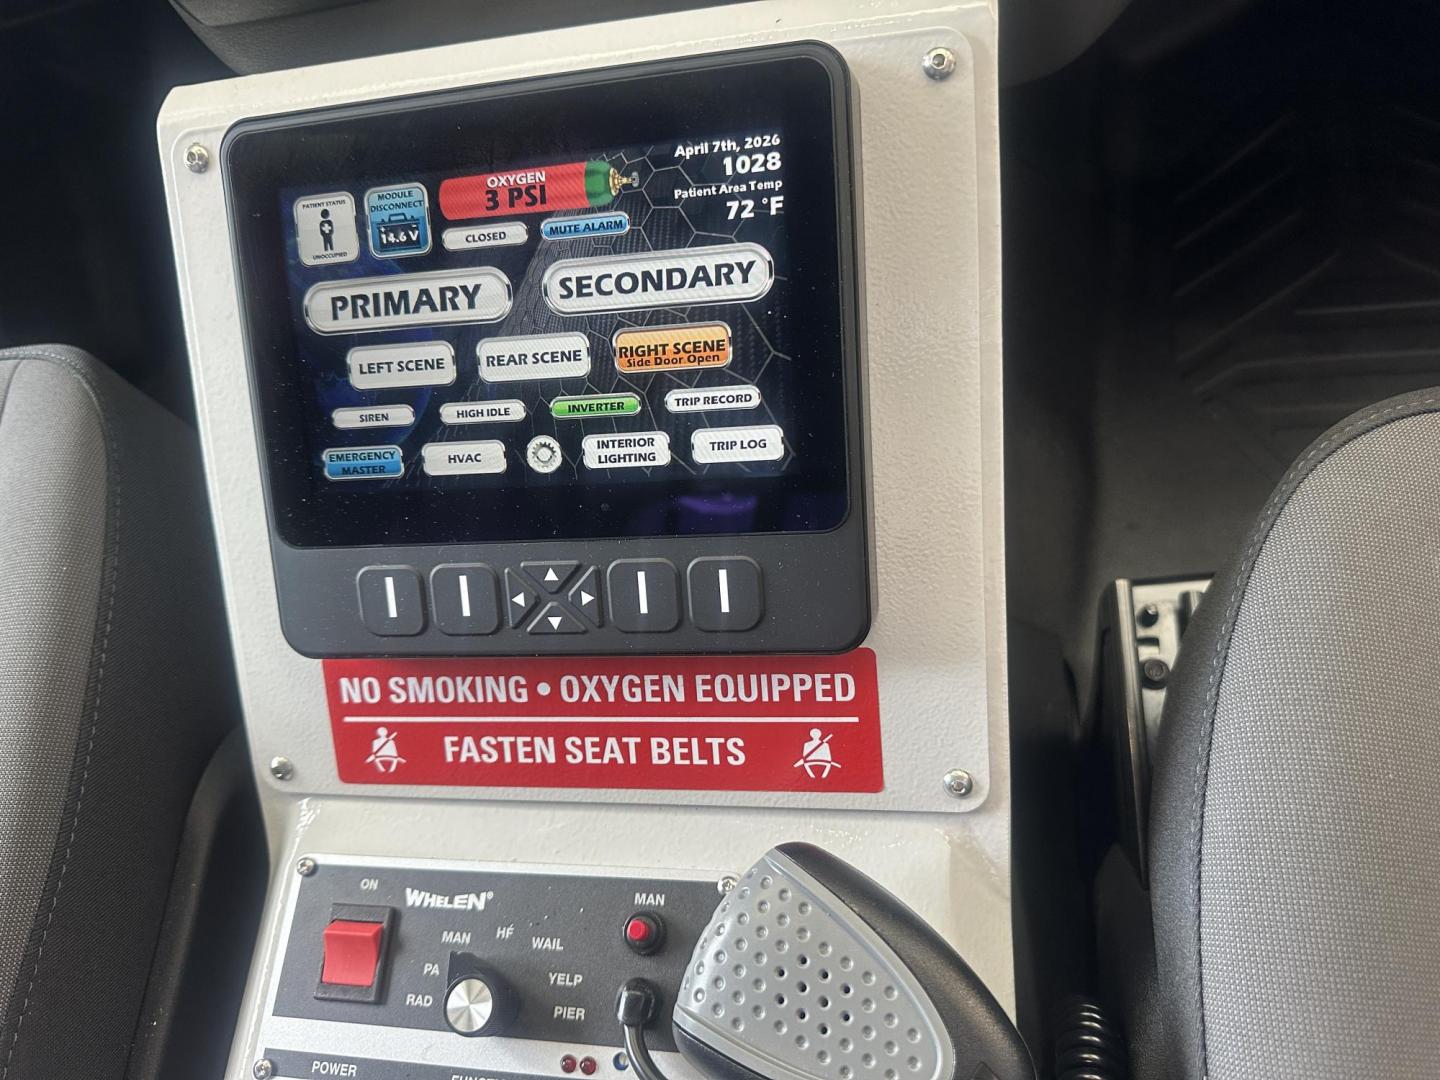 April 7th, 2026
1028
Patient Area Temp
72 °F
PATIENT STATUS
UNOCCUPIED
MODULE
DISCONNECT
14.6 V
OXYGEN
3 PSI
CLOSED
MUTE ALARM
PRIMARY
SECONDARY
LEFT SCENE
REAR SCENE
RIGHT SCENE
Side Door Open
SIREN
HIGH IDLE
INVERTER
TRIP RECORD
EMERGENCY
MASTER
HVAC
INTERIOR
LIGHTING
TRIP LOG
NO SMOKING • OXYGEN EQUIPPED
FASTEN SEAT BELTS
ON
WHELEN®
MAN
MAN
HF
WAIL
PA
YELP
RAD
PIER
POWER